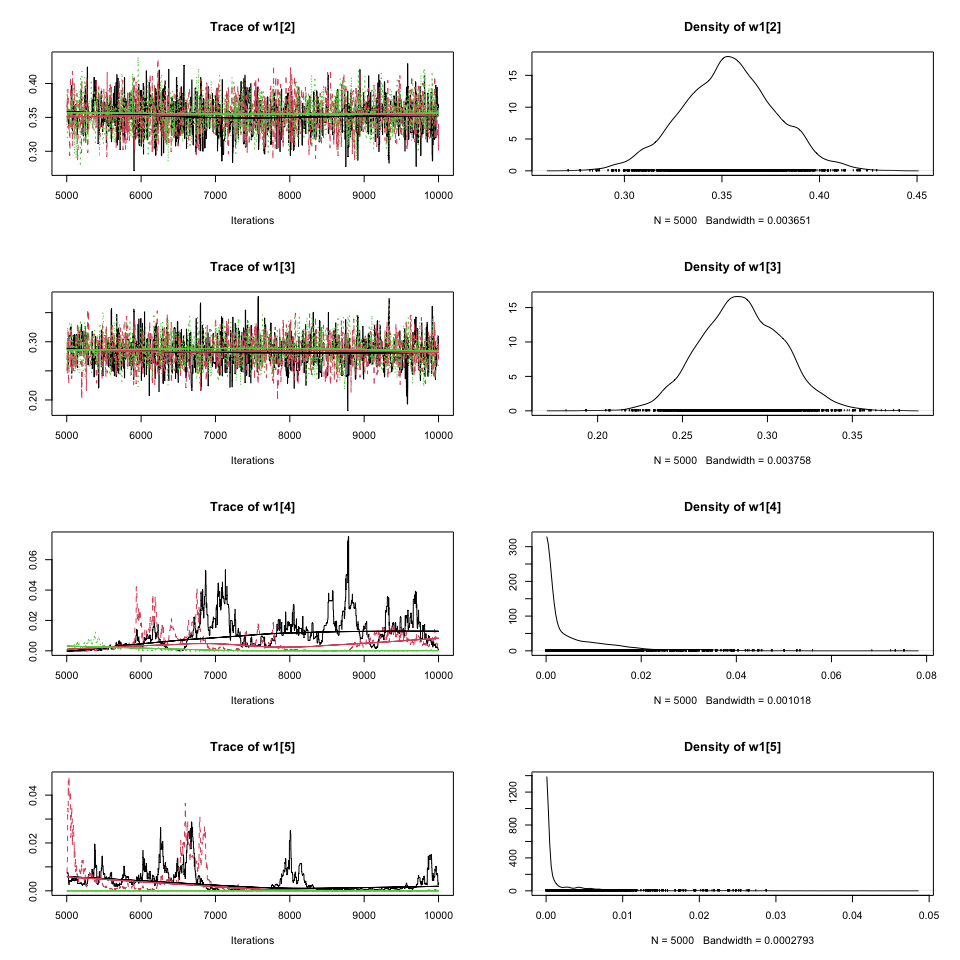 Trace of w1[2]
0.30 0.35 0.40
5000 6000 7000 8000 9000 10000
Iterations
Density of w1[2]
0 5 10 15
0.30 0.35 0.40 0.45
N = 5000 Bandwidth = 0.003651
Trace of w1[3]
0.20 0.30
5000 6000 7000 8000 9000 10000
Iterations
Density of w1[3]
0 5 10 15
0.20 0.25 0.30 0.35
N = 5000 Bandwidth = 0.003758
Trace of w1[4]
0.00 0.02 0.04 0.06
5000 6000 7000 8000 9000 10000
Iterations
Density of w1[4]
0 50 100 200 300
0.00 0.02 0.04 0.06 0.08
N = 5000 Bandwidth = 0.001018
Trace of w1[5]
0.00 0.02 0.04
5000 6000 7000 8000 9000 10000
Iterations
Density of w1[5]
0 400 800 1200
0.00 0.01 0.02 0.03 0.04 0.05
N = 5000 Bandwidth = 0.0002793